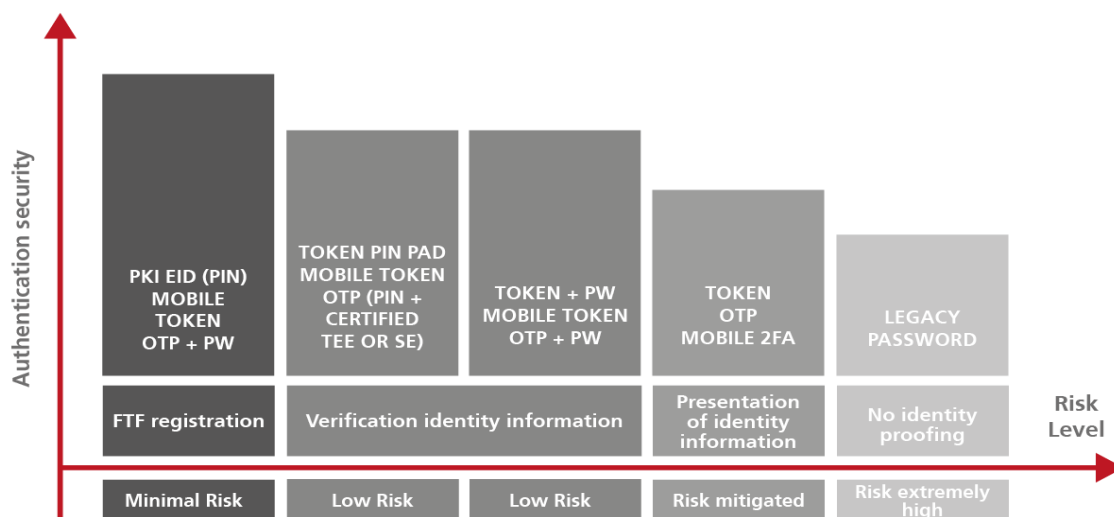 Authentication security
PKI EID (PIN)
MOBILE
TOKEN
OTP + PW
TOKEN PIN PAD
MOBILE TOKEN
OTP (PIN +
CERTIFIED
TEE OR SE)
TOKEN + PW
MOBILE TOKEN
OTP + PW
TOKEN
OTP
MOBILE 2FA
LEGACY
PASSWORD
FTF registration
Verification identity information
Presentation
of identity
information
No identity
proofing
Risk
Level
Minimal Risk
Low Risk
Low Risk
Risk mitigated
Risk extremely
high